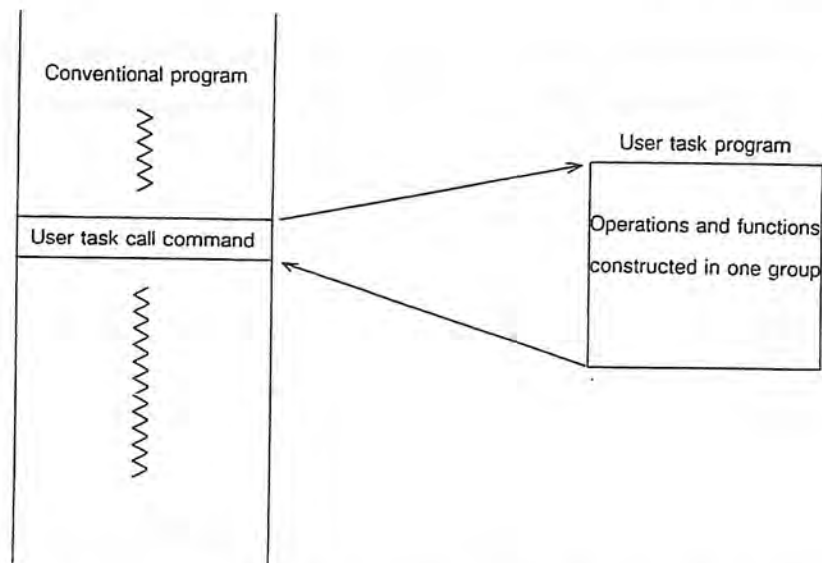 Conventional program
User task call command
User task program
Operations and functions
constructed in one group